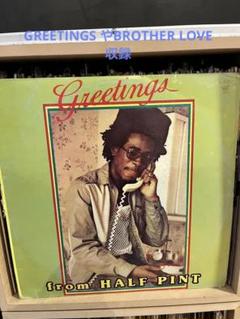 GREETINGS やBROTHER LOVE
収録
Greetings
from HALF PINT